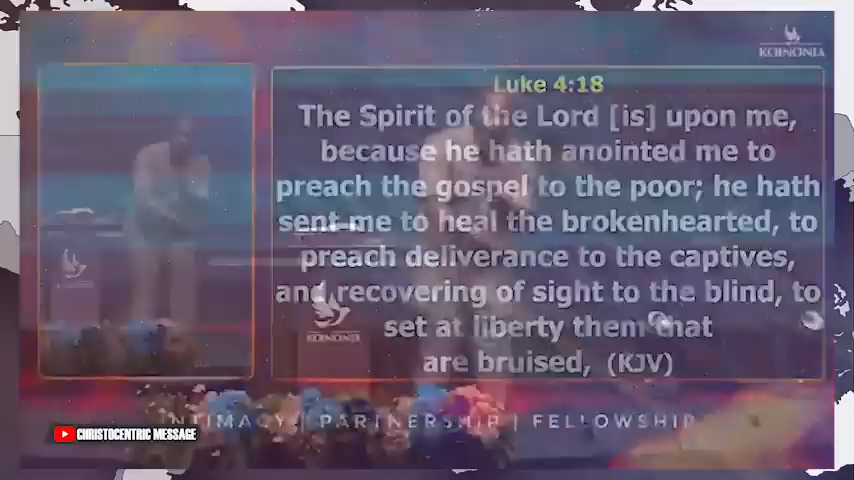 KOINONIA
Luke 4:18
The Spirit of the Lord [is] upon me,
because he hath anointed me to
preach the gospel to the poor; he hath
sent me to heal the brokenhearted, to
preach deliverance to the captives,
and recovering of sight to the blind, to
set at liberty them that
are bruised, (KJV)
KOINONIA
INTIMACY | PARTNERSHIP | FELLOWSHIP
CHRISTOCENTRIC MESSAGE